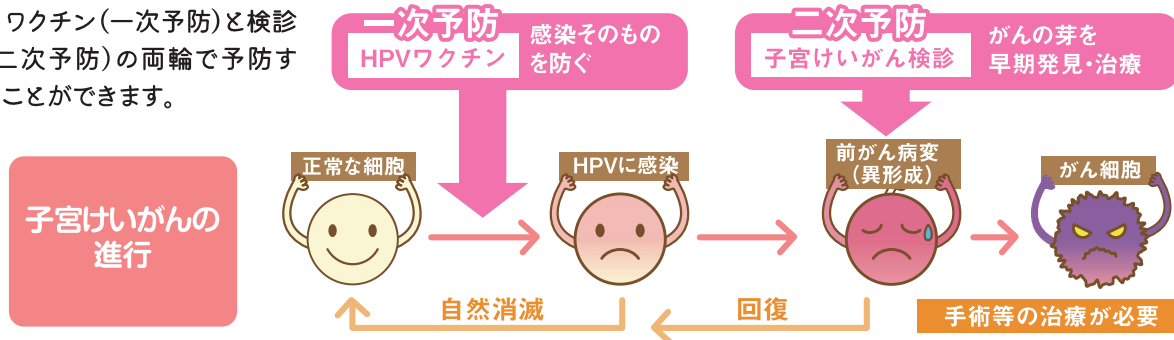 ワクチン(一次予防)と検診
二次予防)の両輪で予防す
ことができます。
一次予防
HPVワクチン
感染そのもの
を防ぐ
二次予防
子宮けいがん検診
がんの芽を
早期発見・治療
子宮けいがんの
進行
正常な細胞
HPVに感染
前がん病変
(異形成)
がん細胞
自然消滅
回復
手術等の治療が必要